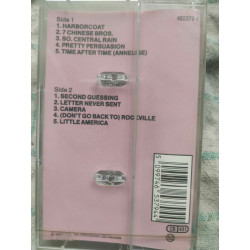 Side 1
1. HARBORCOAT
2. 7 CHINESE BROS.
3. SO. CENTRAL RAIN
4. PRETTY PERSUASION
5. TIME AFTER TIME (ANNELISE)
Side 2
1. SECOND GUESSING
2. LETTER NEVER SENT
3. CAMERA
4. (DON'T GO BACK TO) ROCKVILLE
5. LITTLE AMERICA